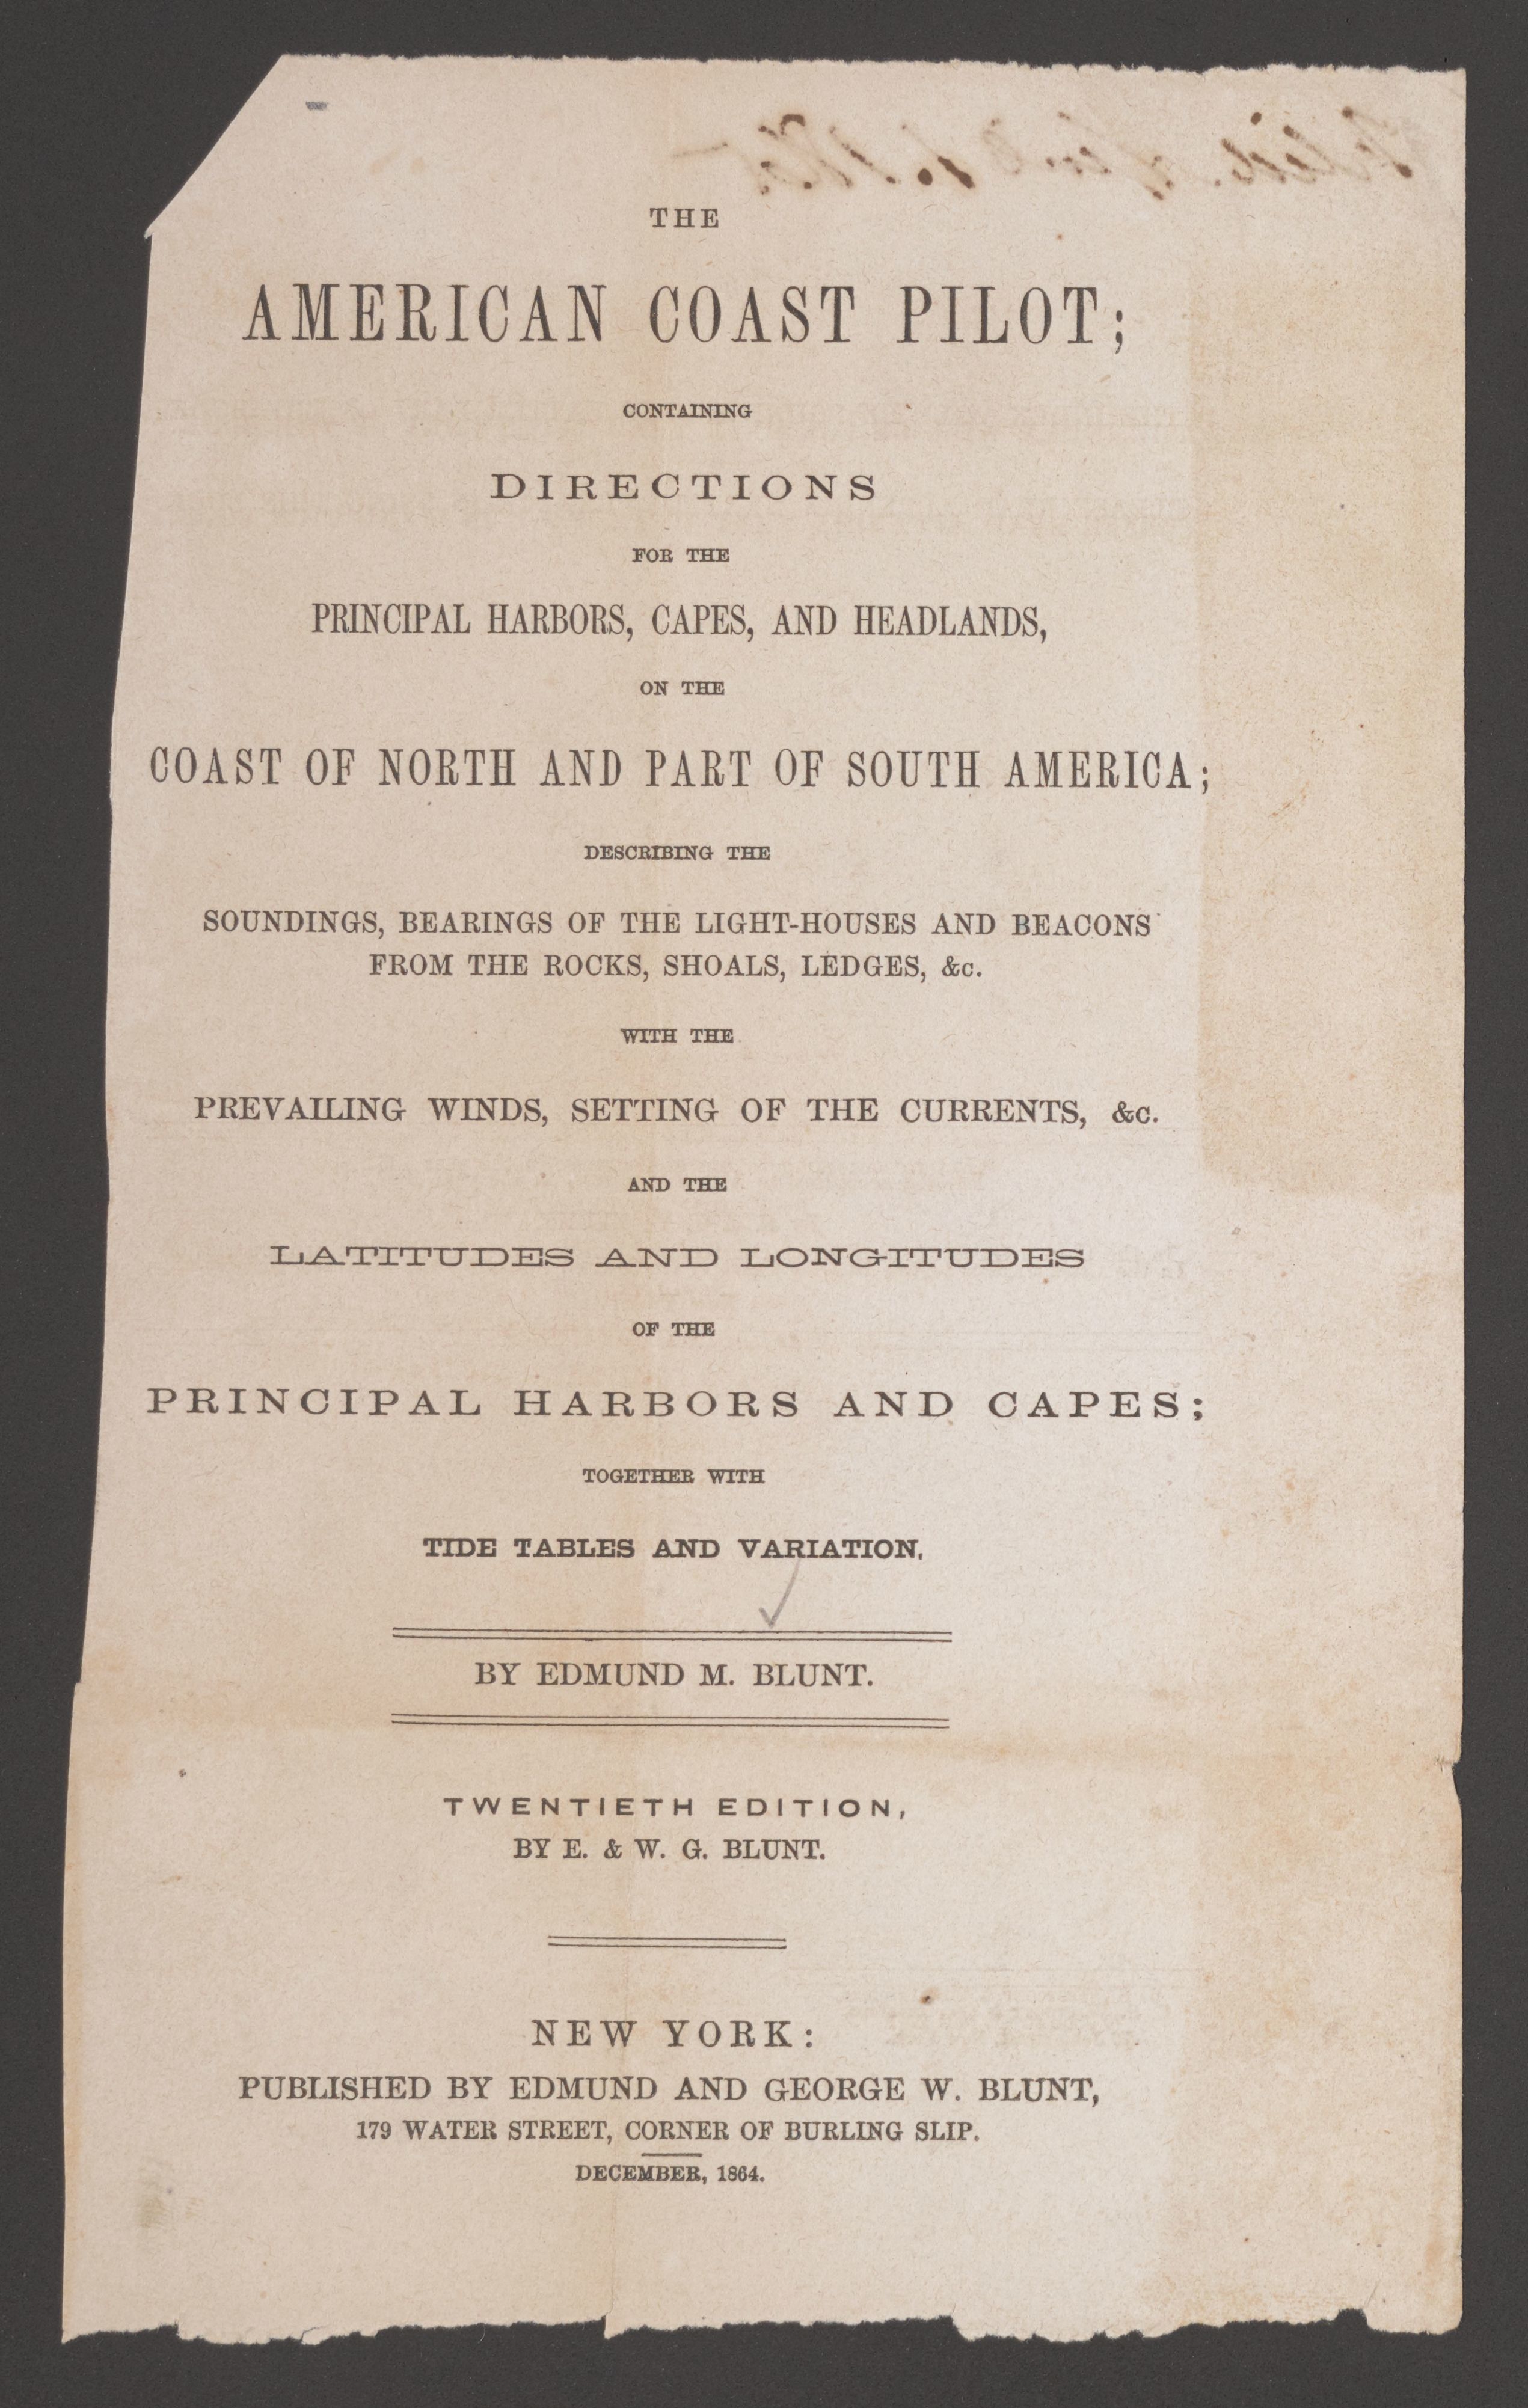 THE
AMERICAN COAST PILOT;
CONTAINING
DIRECTIONS
FOR THE
PRINCIPAL HARBORS, CAPES, AND HEADLANDS,
ON THE
COAST OF NORTH AND PART OF SOUTH AMERICA;
DESCRIBING THE
SOUNDINGS, BEARINGS OF THE LIGHT-HOUSES AND BEACONS
FROM THE ROCKS, SHOALS, LEDGES, &c.
WITH THE
PREVAILING WINDS, SETTING OF THE CURRENTS, &c.
AND THE
LATITUDES AND LONGITUDES
OF THE
PRINCIPAL HARBORS AND CAPES;
TOGETHER WITH
TIDE TABLES AND VARIATION.
BY EDMUND M. BLUNT.
TWENTIETH EDITION,
BY E. & W. G. BLUNT.
NEW YORK:
PUBLISHED BY EDMUND AND GEORGE W. BLUNT,
179 WATER STREET, CORNER OF BURLING SLIP.
DECEMBER, 1864.